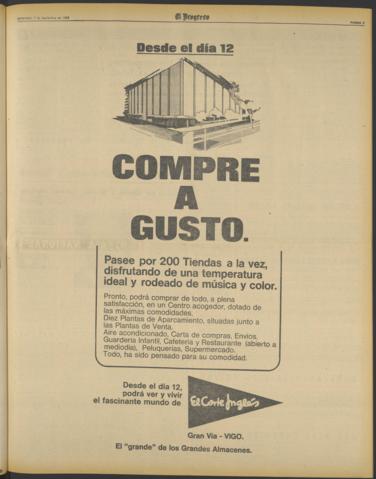 El Progreso
Desde el día 12
COMPRE
A
GUSTO.
Pasee por 200 Tiendas a la vez,
disfrutando de una temperatura
ideal y rodeado de música y color.
Pronto, podrá comprar de todo, a plena
satisfacción, en un Centro acogedor, dotado de
las máximas comodidades.
Diez Plantas de Aparcamiento, situadas junto a
las Plantas de Venta.
Aire acondicionado, Carta de compras, Envíos,
Guardería Infantil, Cafetería y Restaurante (abierto a
mediodía), Peluquerías, Supermercado.
Todo, ha sido pensado para su comodidad.
Desde el día 12,
podrá ver y vivir
el fascinante mundo de
El Corte Inglés
Gran Vía - VIGO.
El "grande" de los Grandes Almacenes.